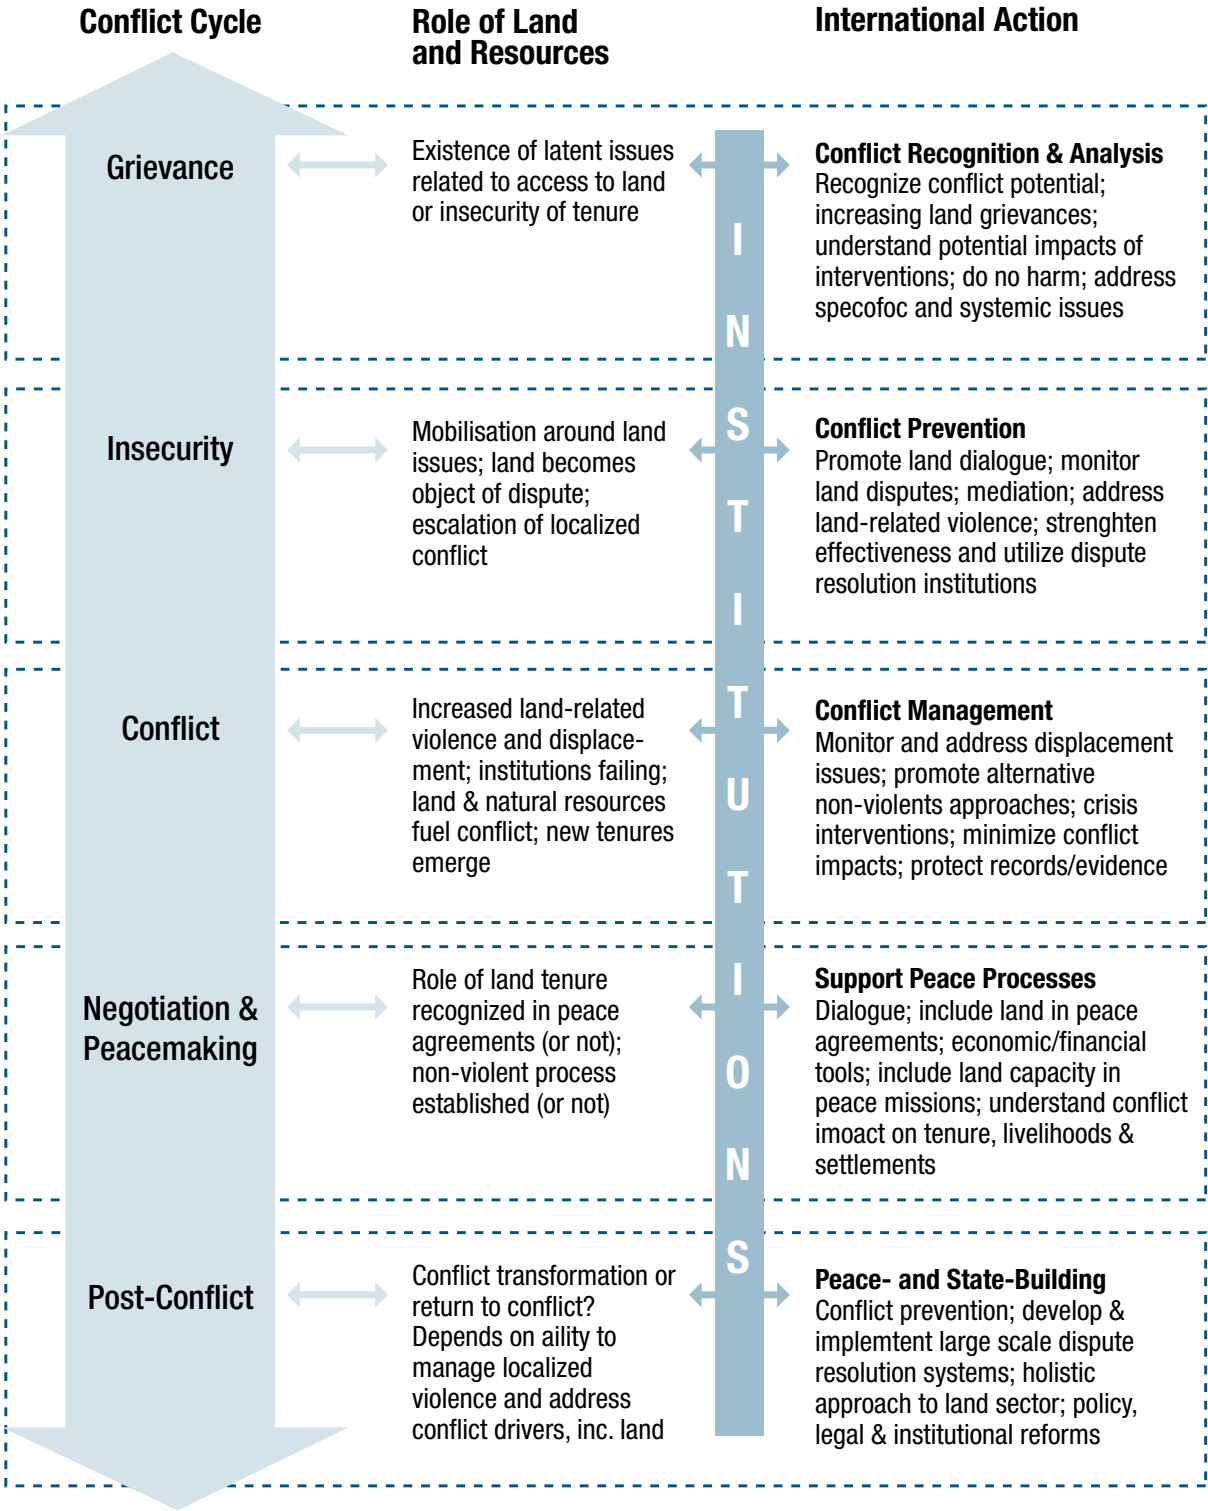 Conflict Cycle
Role of Land
and Resources
International Action
Grievance
Existence of latent issues
related to access to land
or insecurity of tenure
Conflict Recognition & Analysis
Recognize conflict potential;
increasing land grievances;
understand potential impacts of
interventions; do no harm; address
specofoc and systemic issues
Insecurity
Mobilisation around land
issues; land becomes
object of dispute;
escalation of localized
conflict
Conflict Prevention
Promote land dialogue; monitor
land disputes; mediation; address
land-related violence; strenghten
effectiveness and utilize dispute
resolution institutions
Conflict
Increased land-related
violence and displace-
ment; institutions failing;
land & natural resources
fuel conflict; new tenures
emerge
Conflict Management
Monitor and address displacement
issues; promote alternative
non-violents approaches; crisis
interventions; minimize conflict
impacts; protect records/evidence
Negotiation &
Peacemaking
Role of land tenure
recognized in peace
agreements (or not);
non-violent process
established (or not)
Support Peace Processes
Dialogue; include land in peace
agreements; economic/financial
tools; include land capacity in
peace missions; understand conflict
imoact on tenure, livelihoods &
settlements
Post-Conflict
Conflict transformation or
return to conflict?
Depends on aility to
manage localized
violence and address
conflict drivers, inc. land
Peace- and State-Building
Conflict prevention; develop &
implemtent large scale dispute
resolution systems; holistic
approach to land sector; policy,
legal & institutional reforms
INSTITUTIONS